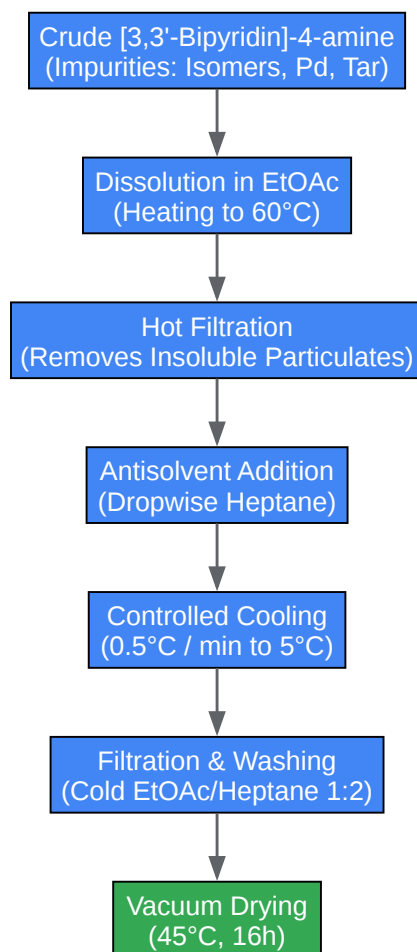 Crude [3,3'-Bipyridin]-4-amine
(Impurities: Isomers, Pd, Tar)
Dissolution in EtOAc
(Heating to 60°C)
Hot Filtration
(Removes Insoluble Particulates)
Antisolvent Addition
(Dropwise Heptane)
Controlled Cooling
(0.5°C / min to 5°C)
Filtration & Washing
(Cold EtOAc/Heptane 1:2)
Vacuum Drying
(45°C, 16h)